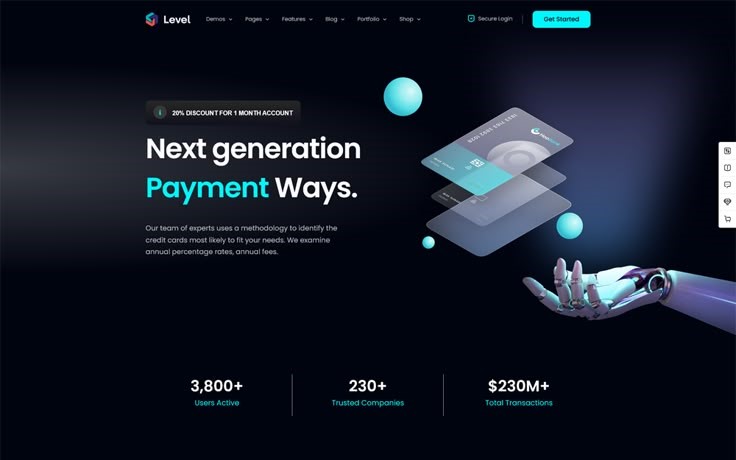 Level
Demos Pages Features Blog Portfolio Shop
Secure Login
Get Started
20% DISCOUNT FOR 1 MONTH ACCOUNT
Next generation
Payment Ways.
Our team of experts uses a methodology to identify the
credit cards most likely to fit your needs. We examine
annual percentage rates, annual fees.
3,800+ 230+ $230M+
Users Active Trusted Companies Total Transactions